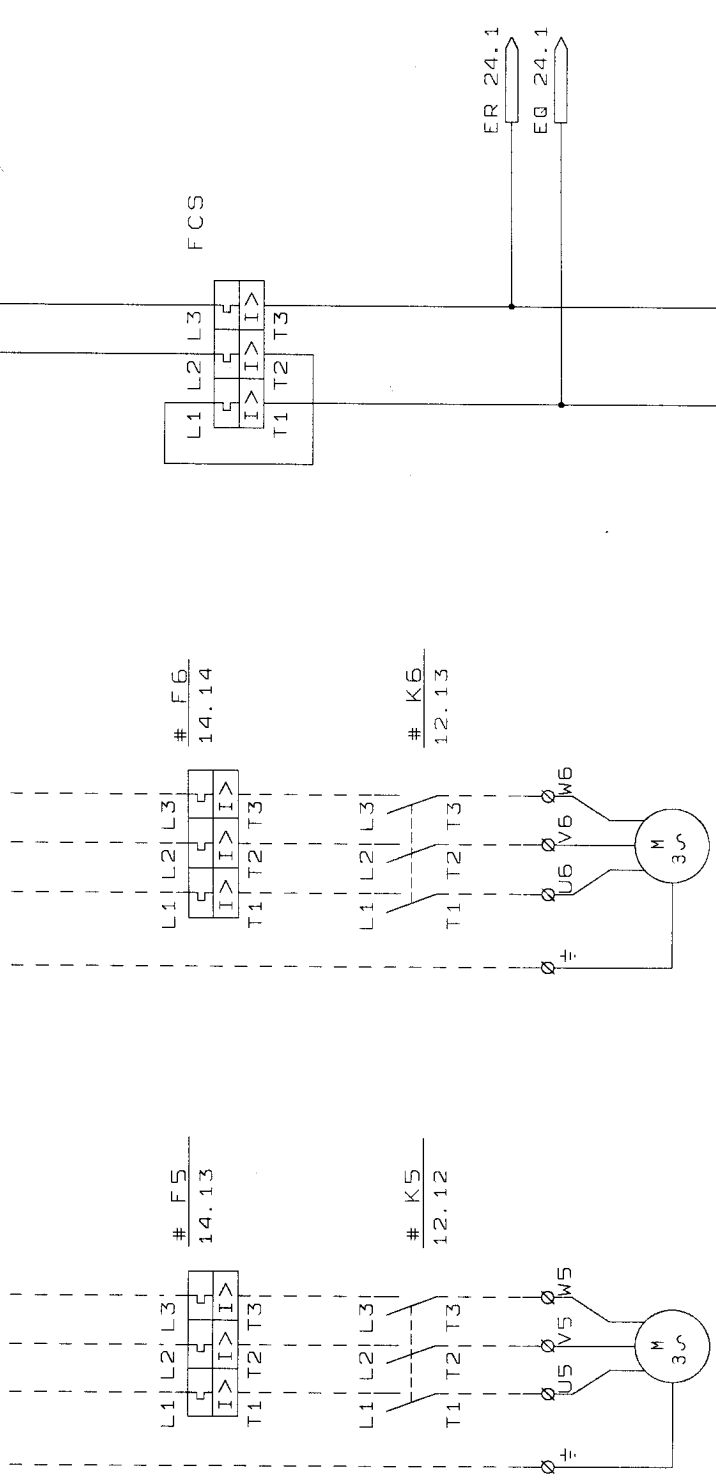 ER 24.1
EQ 24.1
FCS
L1 L2 L3
I> I> I>
T1 T2 T3
# F6
14.14
L1 L2 L3
I> I> I>
T1 T2 T3
# K6
12.13
L1 L2 L3
T1 T2 T3
U6 V6 W6
M
3~
# F5
14.13
L1 L2 L3
I> I> I>
T1 T2 T3
# K5
12.12
L1 L2 L3
T1 T2 T3
U5 V5 W5
M
3~